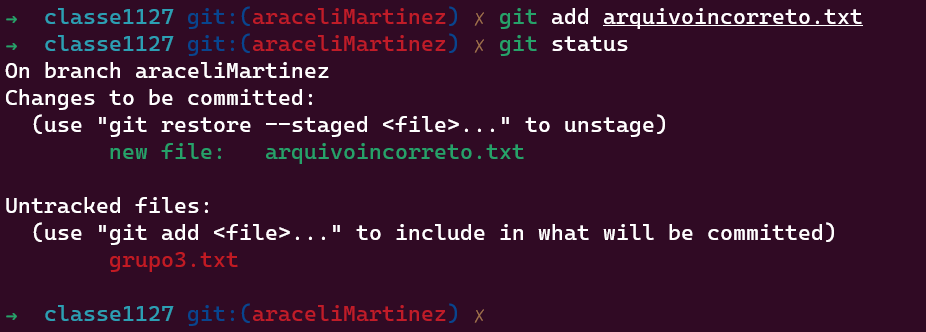 → classe1127 git:(araceliMartinez) ✗ git add arquivoincorreto.txt
→ classe1127 git:(araceliMartinez) ✗ git status
On branch araceliMartinez
Changes to be committed:
  (use "git restore --staged <file>..." to unstage)
        new file:   arquivoincorreto.txt

Untracked files:
  (use "git add <file>..." to include in what will be committed)
        grupo3.txt

→ classe1127 git:(araceliMartinez) ✗